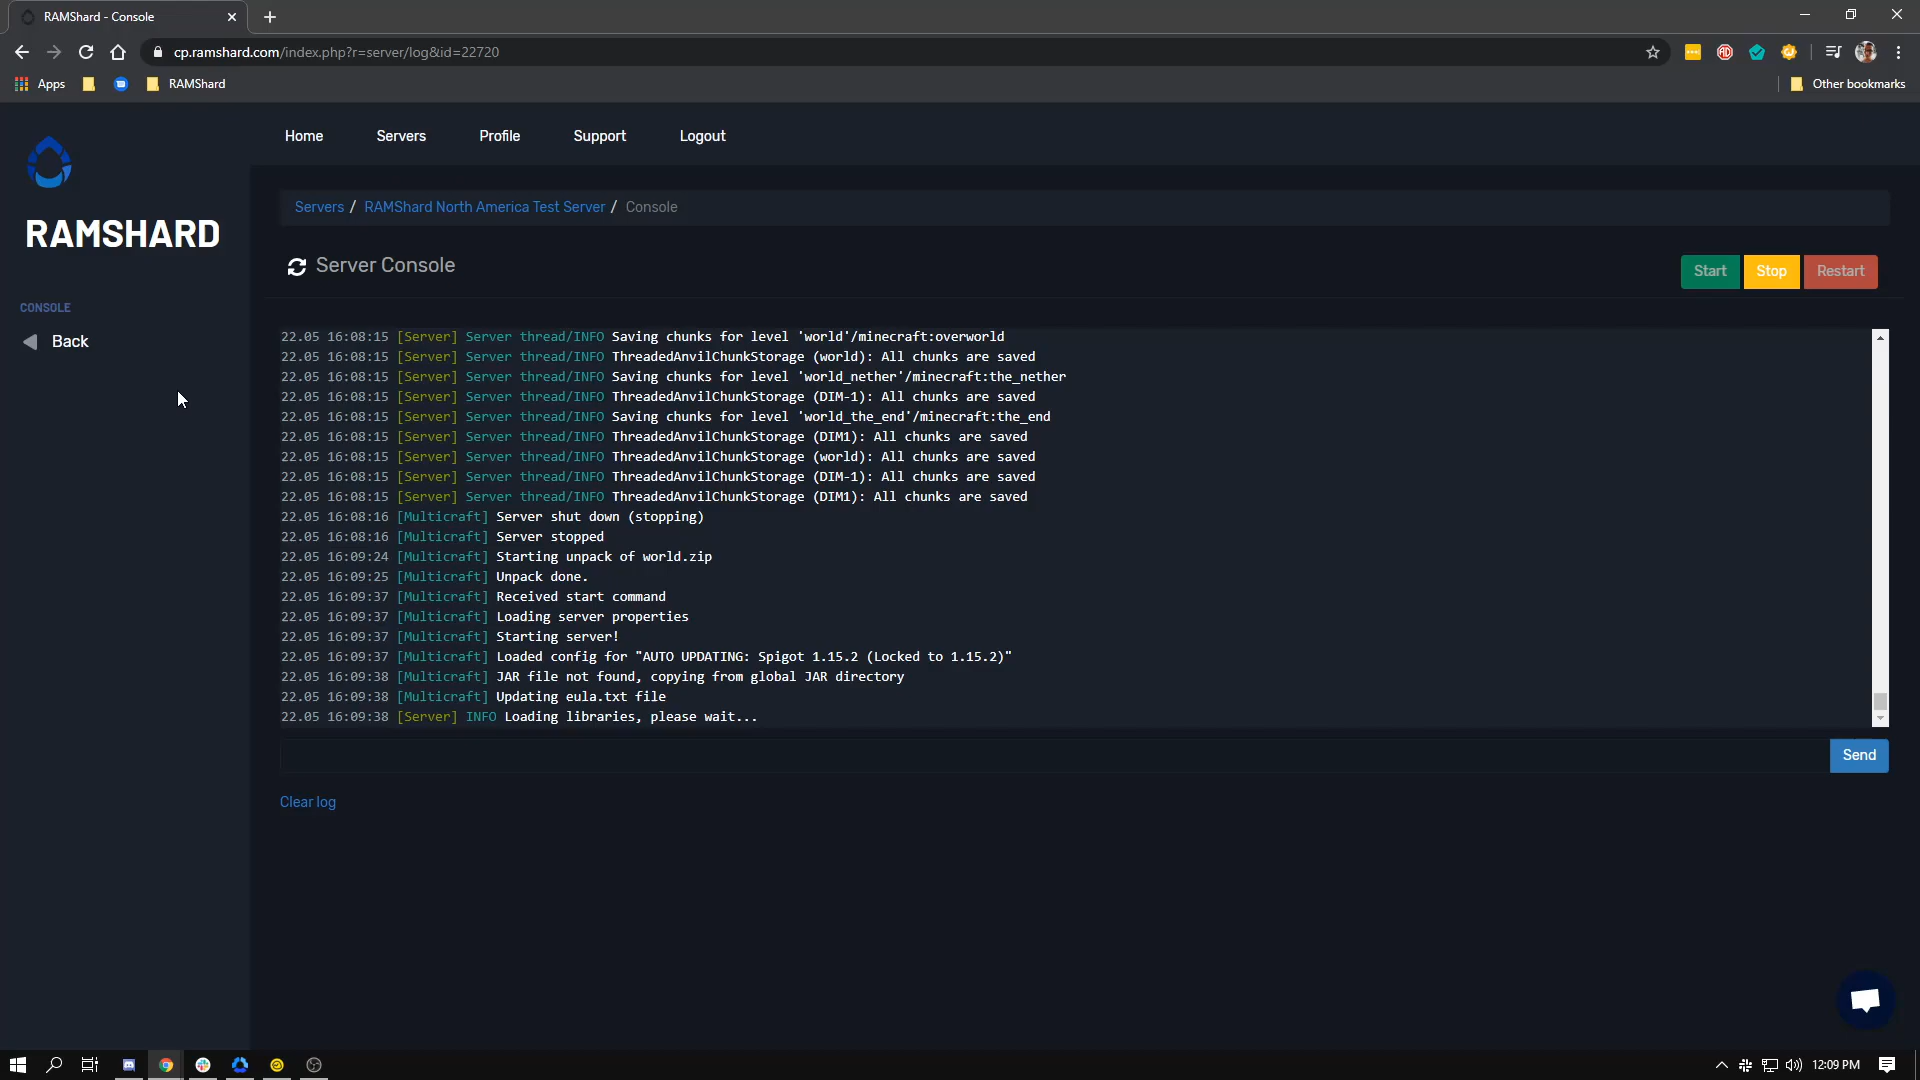 RAMShard - Console
cp.ramshard.com/index.php?r=server/log&id=22720
Apps
RAMShard
Other bookmarks
Home
Servers
Profile
Support
Logout
RAMSHARD
CONSOLE
Back
Servers / RAMShard North America Test Server / Console
Server Console
Start
Stop
Restart
22.05 16:08:15 [Server] Server thread/INFO Saving chunks for level 'world'/minecraft:overworld
22.05 16:08:15 [Server] Server thread/INFO ThreadedAnvilChunkStorage (world): All chunks are saved
22.05 16:08:15 [Server] Server thread/INFO Saving chunks for level 'world_nether'/minecraft:the_nether
22.05 16:08:15 [Server] Server thread/INFO ThreadedAnvilChunkStorage (DIM-1): All chunks are saved
22.05 16:08:15 [Server] Server thread/INFO Saving chunks for level 'world_the_end'/minecraft:the_end
22.05 16:08:15 [Server] Server thread/INFO ThreadedAnvilChunkStorage (DIM1): All chunks are saved
22.05 16:08:15 [Server] Server thread/INFO ThreadedAnvilChunkStorage (world): All chunks are saved
22.05 16:08:15 [Server] Server thread/INFO ThreadedAnvilChunkStorage (DIM-1): All chunks are saved
22.05 16:08:15 [Server] Server thread/INFO ThreadedAnvilChunkStorage (DIM1): All chunks are saved
22.05 16:08:16 [Multicraft] Server shut down (stopping)
22.05 16:08:16 [Multicraft] Server stopped
22.05 16:09:24 [Multicraft] Starting unpack of world.zip
22.05 16:09:25 [Multicraft] Unpack done.
22.05 16:09:37 [Multicraft] Received start command
22.05 16:09:37 [Multicraft] Loading server properties
22.05 16:09:37 [Multicraft] Starting server!
22.05 16:09:37 [Multicraft] Loaded config for "AUTO UPDATING: Spigot 1.15.2 (Locked to 1.15.2)"
22.05 16:09:38 [Multicraft] JAR file not found, copying from global JAR directory
22.05 16:09:38 [Multicraft] Updating eula.txt file
22.05 16:09:38 [Server] INFO Loading libraries, please wait...
Send
Clear log
12:09 PM